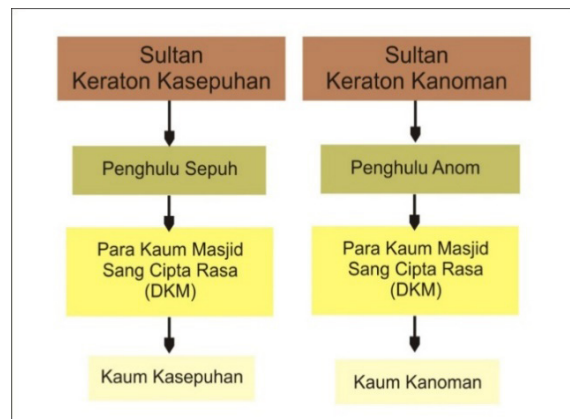 Sultan
Keraton Kasepuhan
Penghulu Sepuh
Para Kaum Masjid
Sang Cipta Rasa
(DKM)
Kaum Kasepuhan
Sultan
Keraton Kanoman
Penghulu Anom
Para Kaum Masjid
Sang Cipta Rasa
(DKM)
Kaum Kanoman